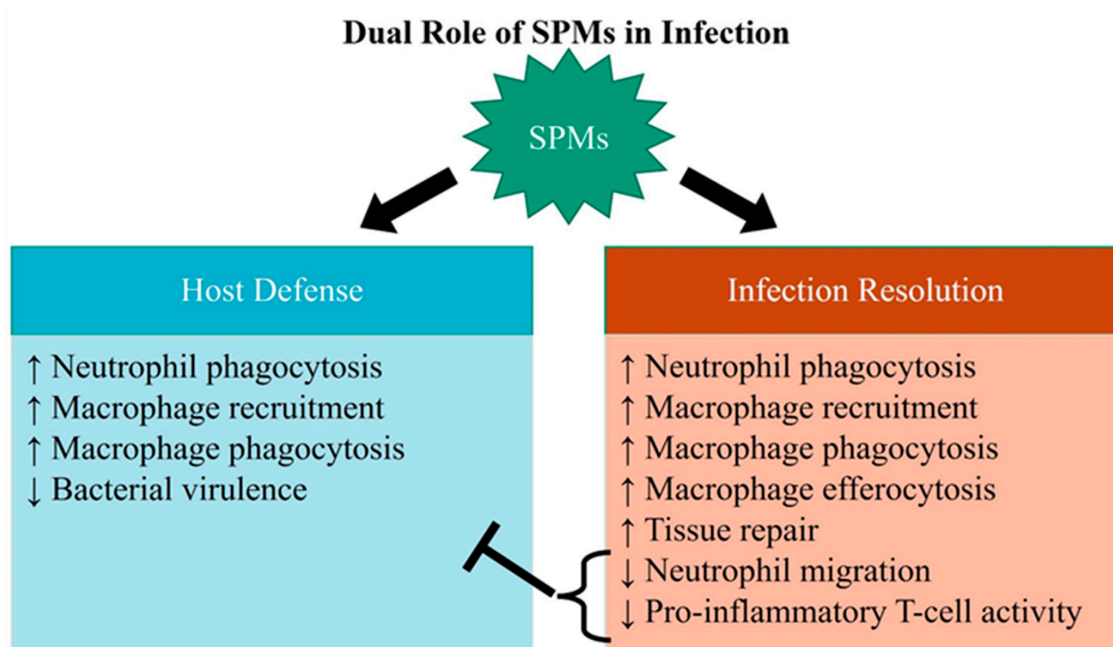 Dual Role of SPMs in Infection
SPMs
Host Defense
↑ Neutrophil phagocytosis
↑ Macrophage recruitment
↑ Macrophage phagocytosis
↓ Bacterial virulence
Infection Resolution
↑ Neutrophil phagocytosis
↑ Macrophage recruitment
↑ Macrophage phagocytosis
↑ Macrophage efferocytosis
↑ Tissue repair
↓ Neutrophil migration
↓ Pro-inflammatory T-cell activity